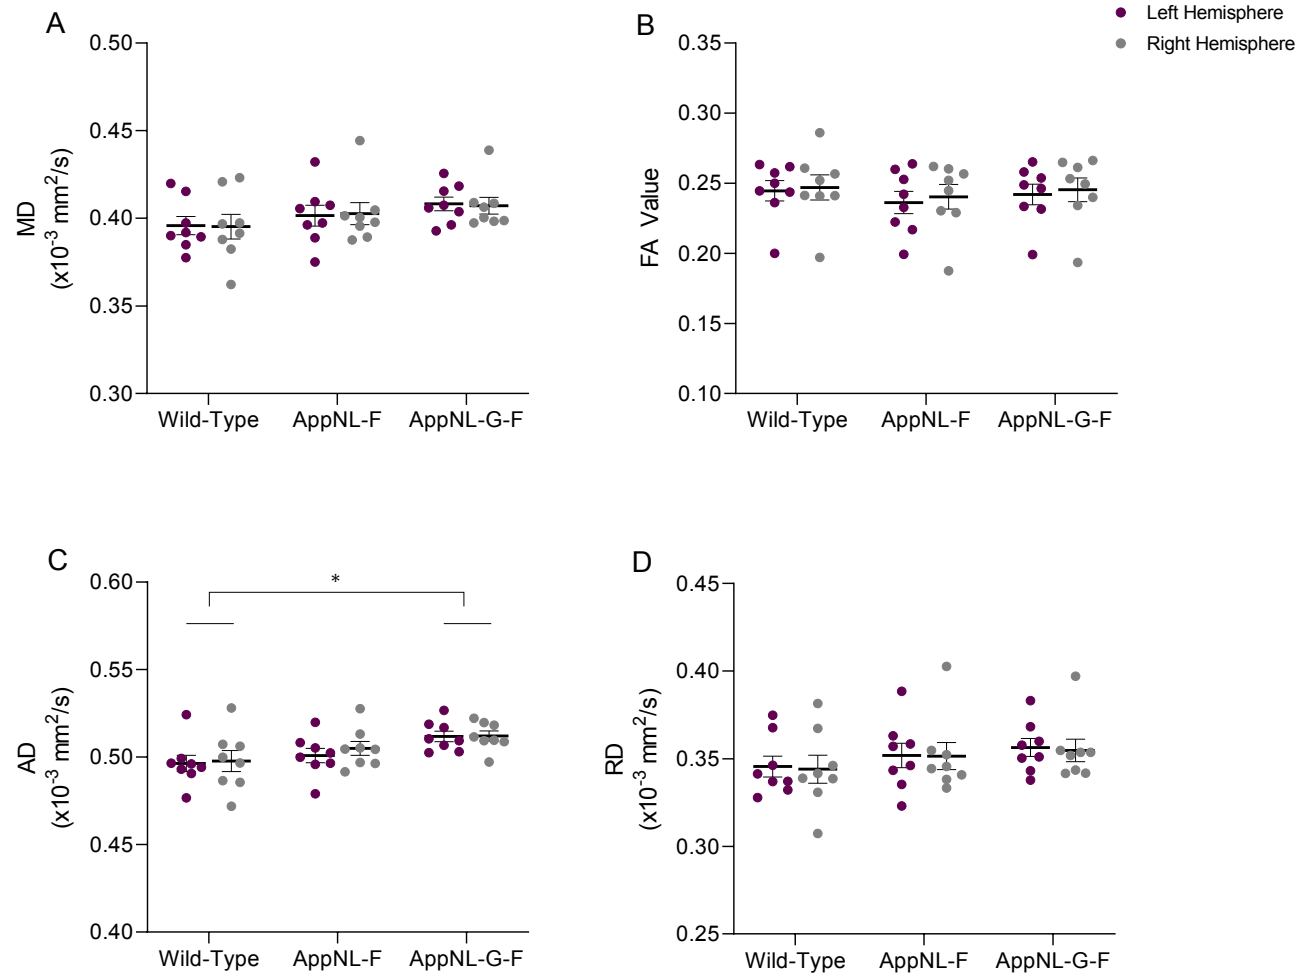 A
B
Left Hemisphere
Right Hemisphere
MD
(x10⁻³ mm²/s)
0.50
0.45
0.40
0.35
0.30
Wild-Type AppNL-F AppNL-G-F
FA Value
0.35
0.30
0.25
0.20
0.15
0.10
Wild-Type AppNL-F AppNL-G-F
C
AD
(x10⁻³ mm²/s)
0.60
0.55
0.50
0.45
0.40
*
Wild-Type AppNL-F AppNL-G-F
D
RD
(x10⁻³ mm²/s)
0.45
0.40
0.35
0.30
0.25
Wild-Type AppNL-F AppNL-G-F